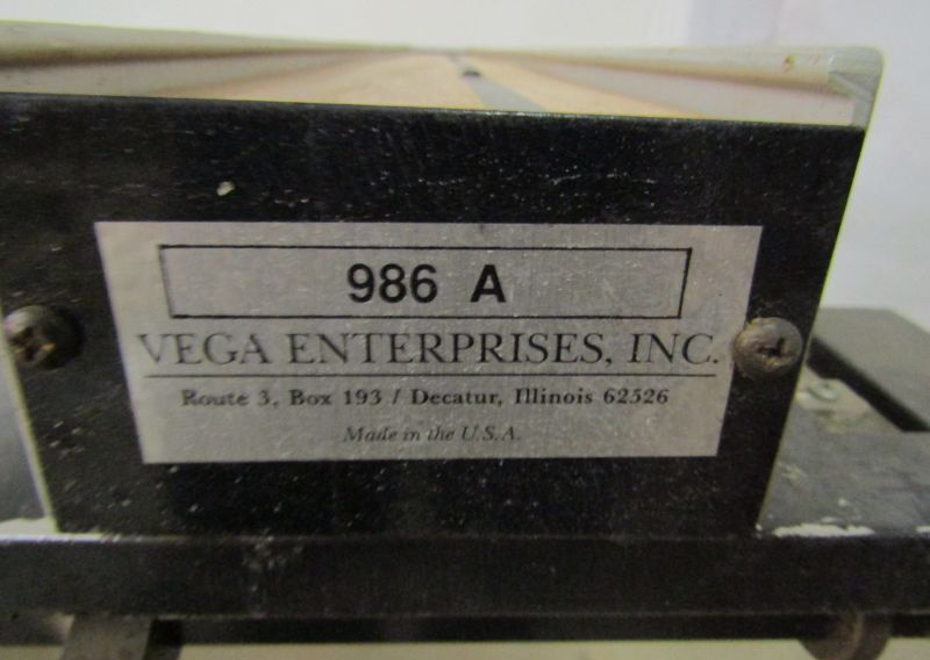 986 A
VEGA ENTERPRISES, INC.
Route 3, Box 193 / Decatur, Illinois 62526
Made in the U.S.A.